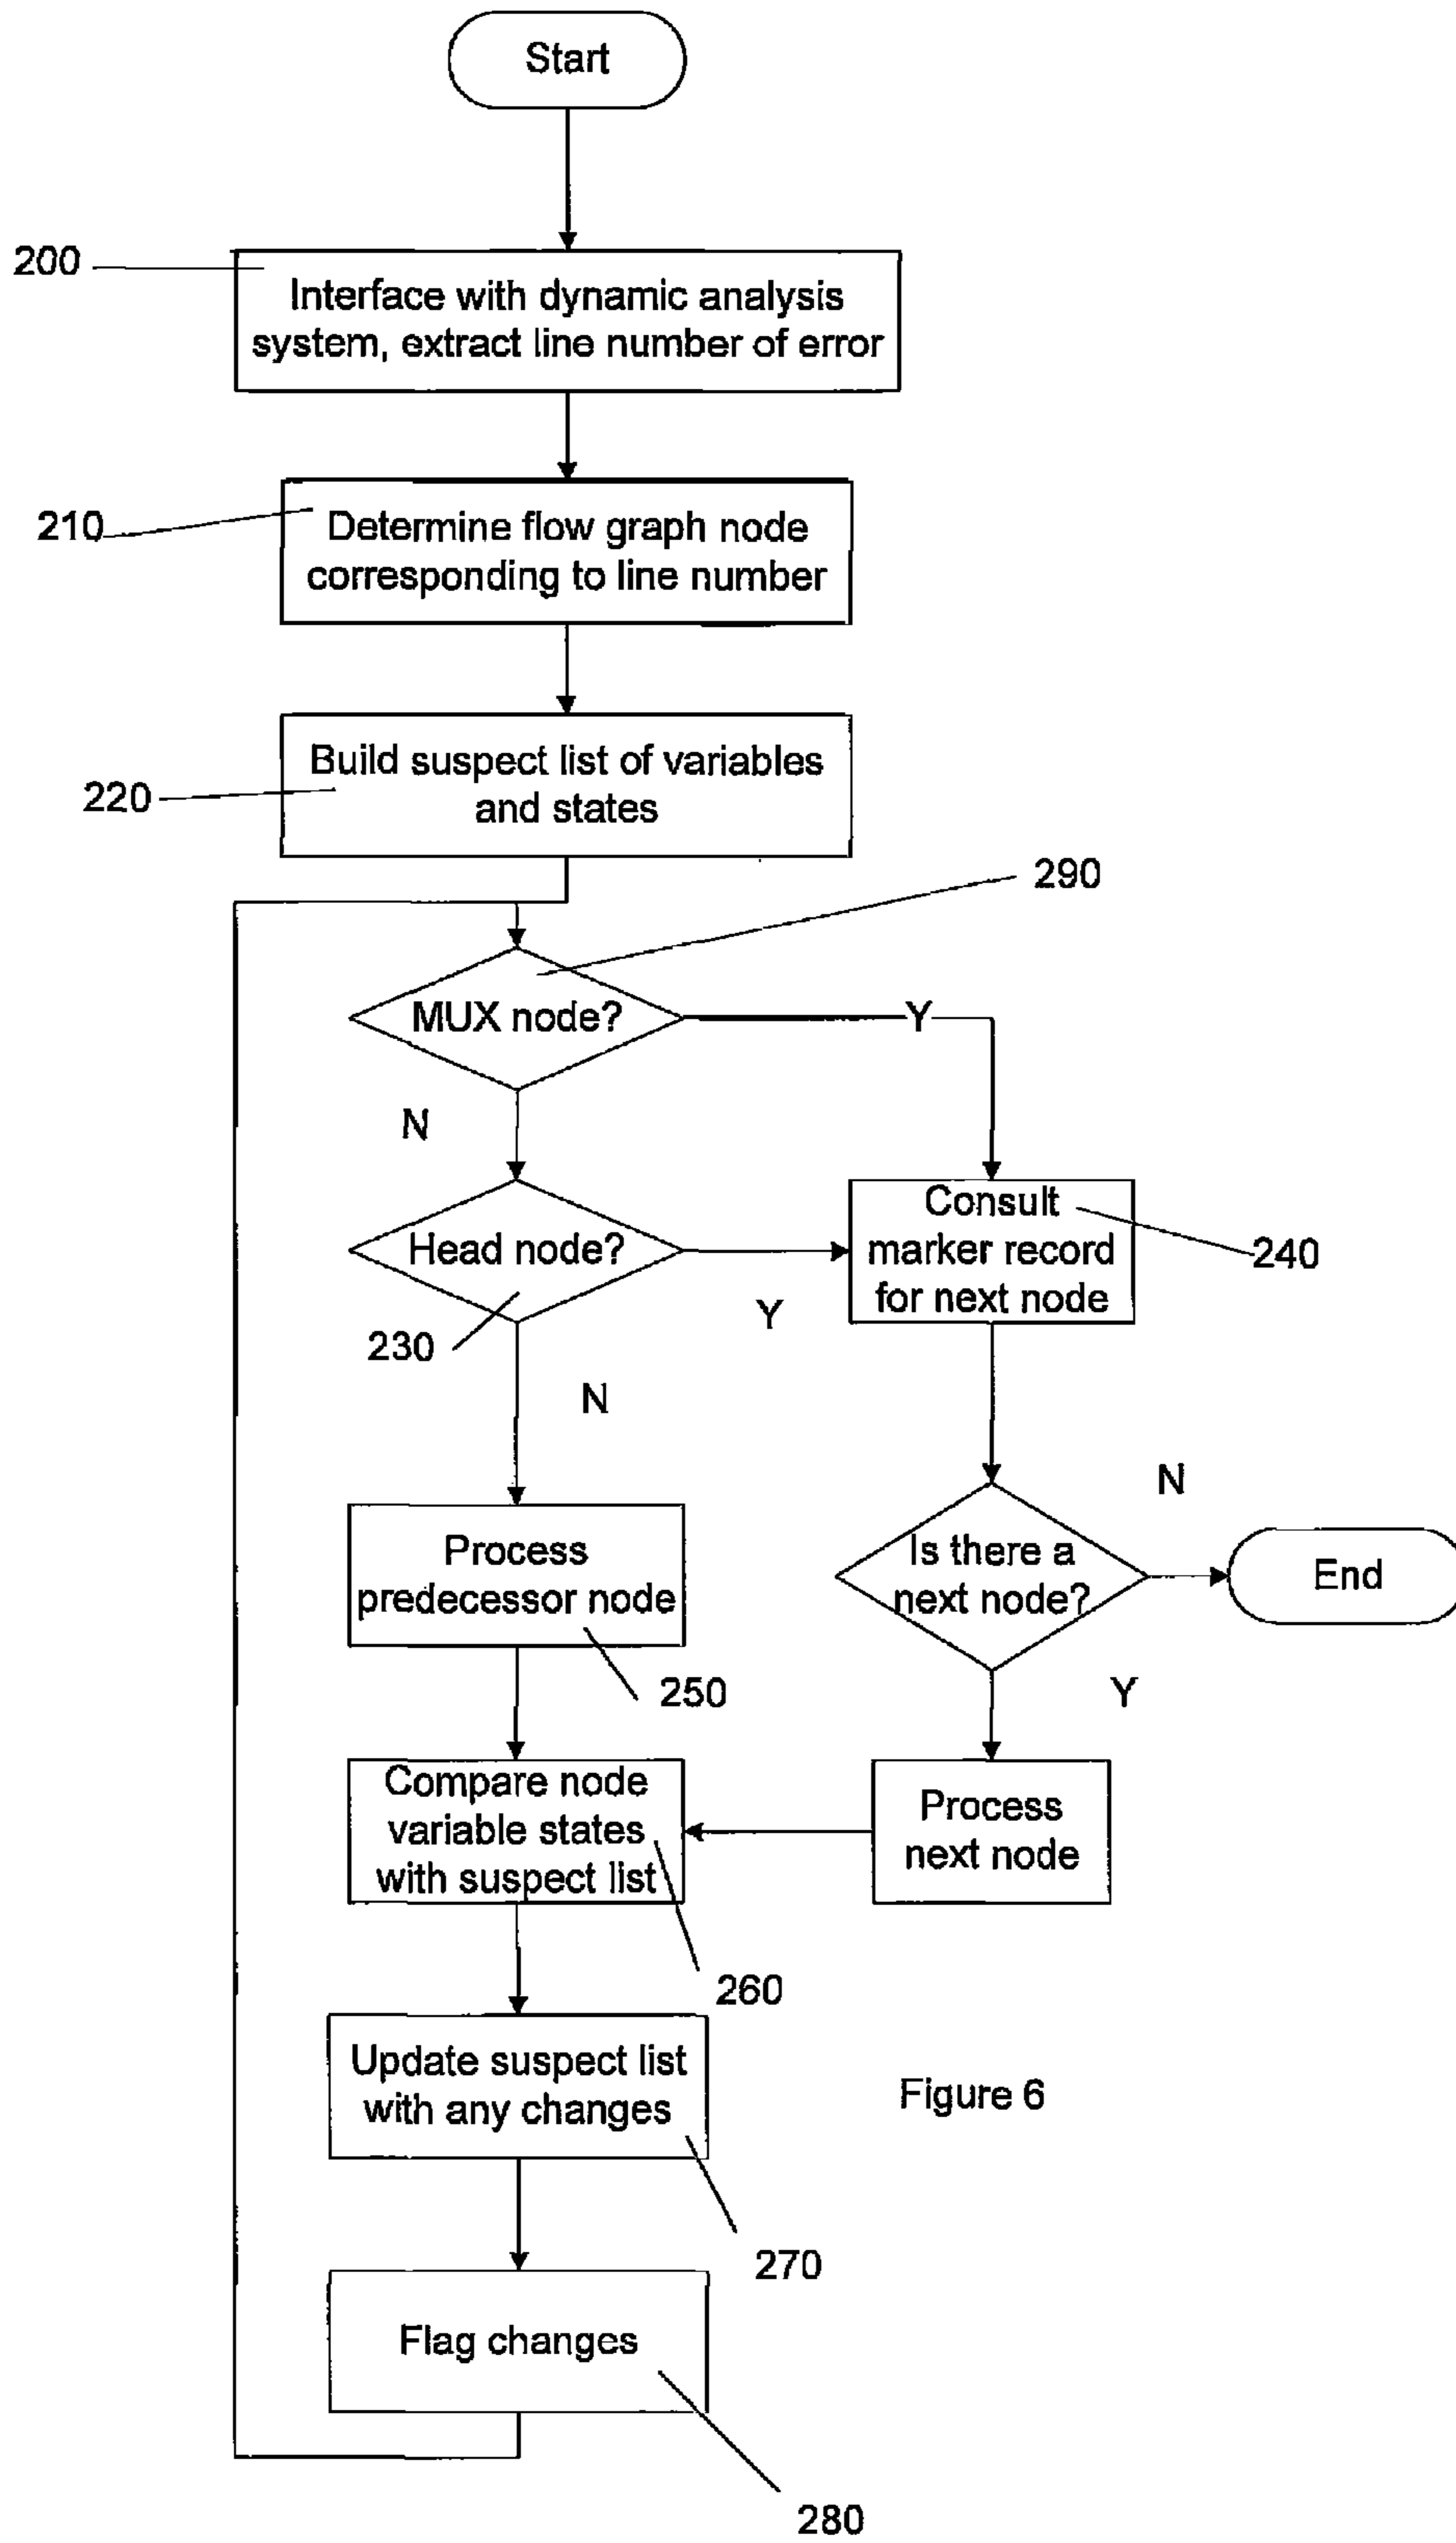 Start
200
Interface with dynamic analysis
system, extract line number of error
210
Determine flow graph node
corresponding to line number
220
Build suspect list of variables
and states
290
MUX node?
Y
N
Head node?
230
Y
Consult
marker record
for next node
240
N
Process
predecessor node
250
Is there a
next node?
N
End
Y
Compare node
variable states
with suspect list
260
Process
next node
Update suspect list
with any changes
270
Figure 6
Flag changes
280